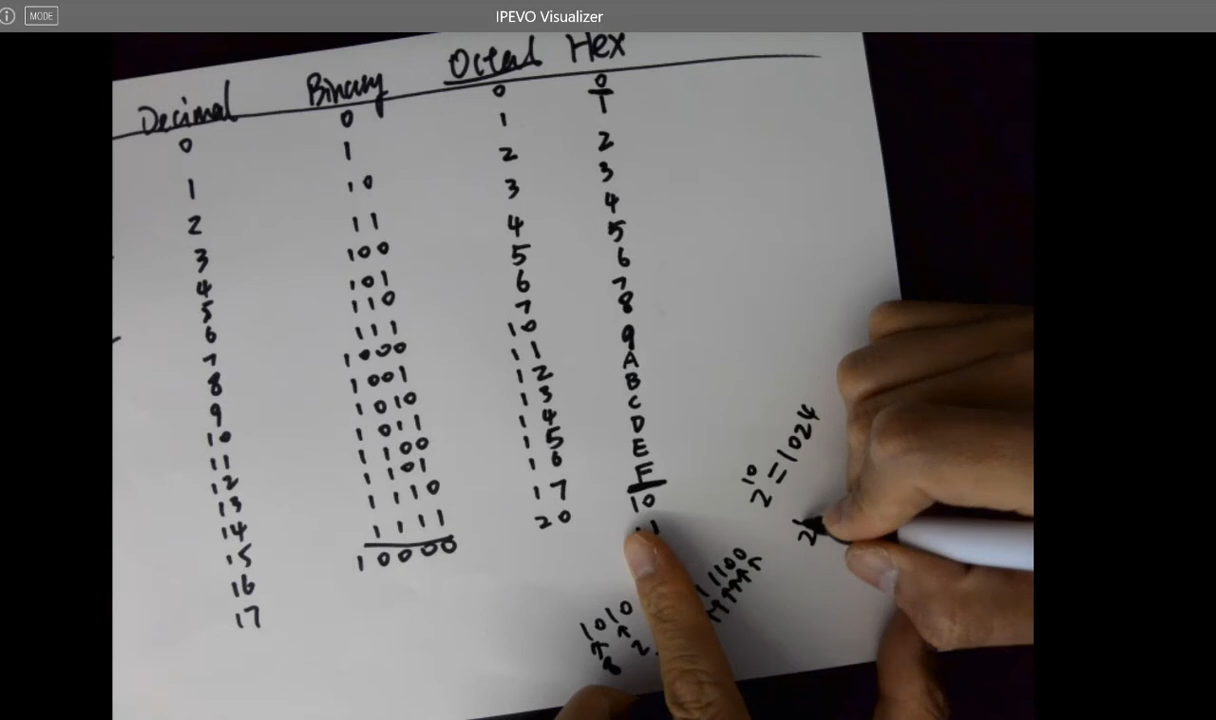 MODE
IPEVO Visualizer
Decimal Binary Octal Hex
0 0 0 0
1 1 1 1
2 10 2 2
3 11 3 3
4 100 4 4
5 101 5 5
6 110 6 6
7 111 7 7
8 1000 10 8
9 1001 11 9
10 1010 12 A
11 1011 13 B
12 1100 14 C
13 1101 15 D
14 1110 16 E
15 1111 17 F
16 10000 20 10
17
2¹⁰=1024
1010
8 2
11100